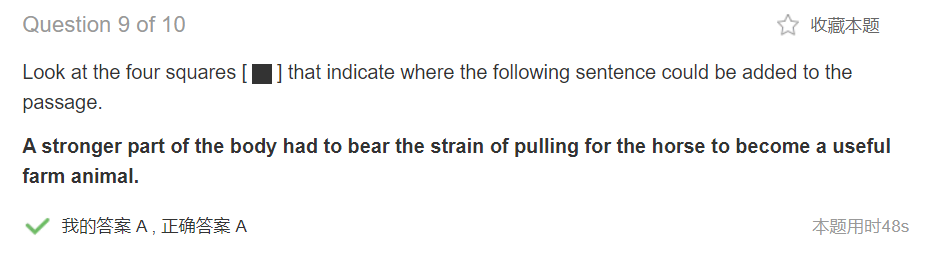 Question 9 of 10
收藏本题
Look at the four squares [ ■ ] that indicate where the following sentence could be added to the
passage.
A stronger part of the body had to bear the strain of pulling for the horse to become a useful
farm animal.
我的答案 A , 正确答案 A
本题用时48s